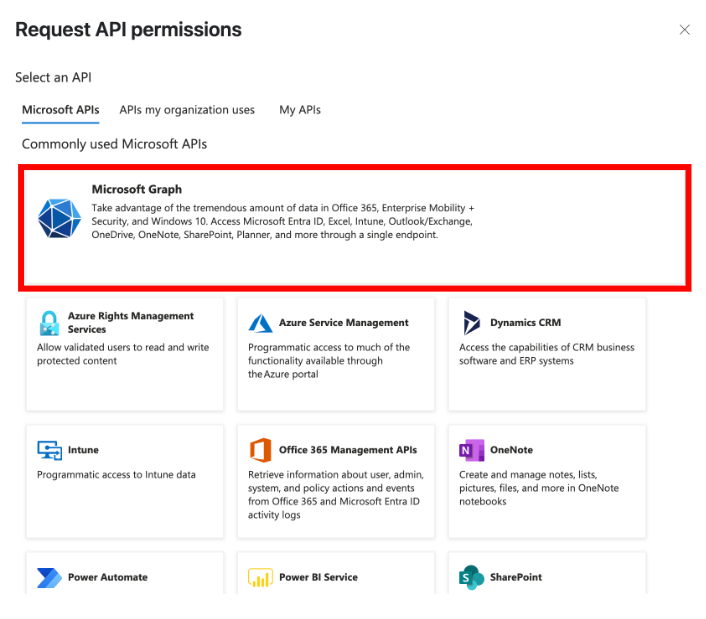 Request API permissions
Select an API
Microsoft APIs APIs my organization uses My APIs
Commonly used Microsoft APIs
Microsoft Graph
Take advantage of the tremendous amount of data in Office 365, Enterprise Mobility +
Security, and Windows 10. Access Microsoft Entra ID, Excel, Intune, Outlook/Exchange,
OneDrive, OneNote, SharePoint, Planner, and more through a single endpoint.
Azure Rights Management
Services
Allow validated users to read and write
protected content
Azure Service Management
Programmatic access to much of the
functionality available through
the Azure portal
Dynamics CRM
Access the capabilities of CRM business
software and ERP systems
Intune
Programmatic access to Intune data
Office 365 Management APIs
Retrieve information about user, admin,
system, and policy actions and events
from Office 365 and Microsoft Entra ID
activity logs
N
OneNote
Create and manage notes, lists,
pictures, files, and more in OneNote
notebooks
Power Automate
Power BI Service
S
SharePoint